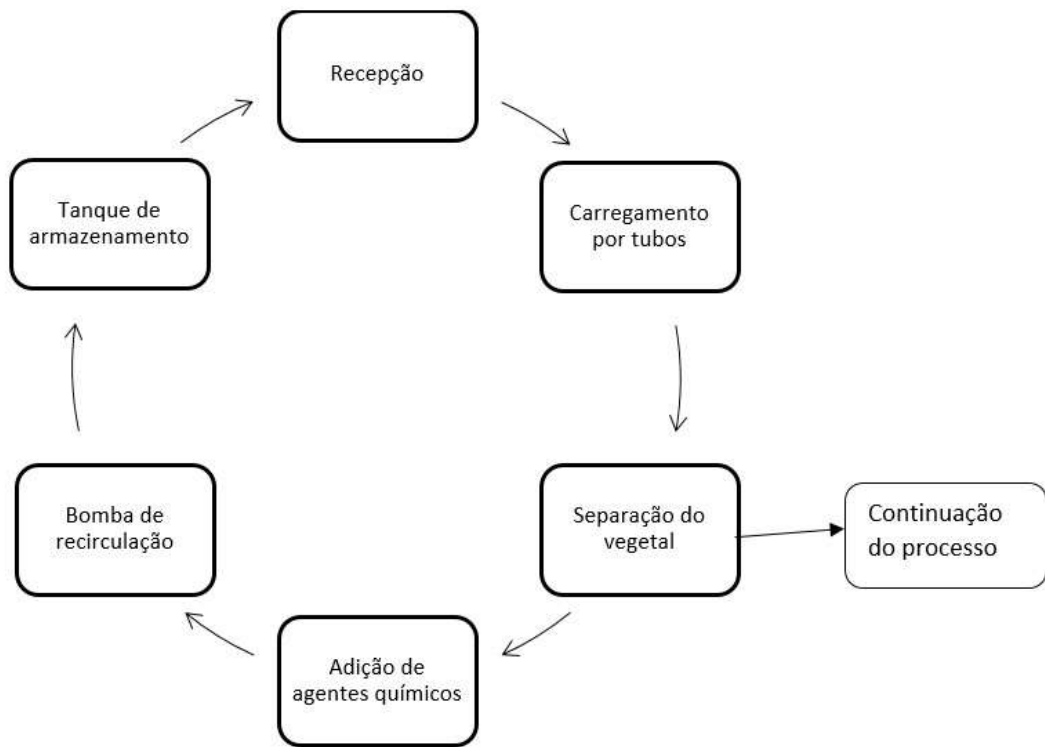 Recepção
Carregamento
por tubos
Separação do
vegetal
Continuação
do processo
Adição de
agentes químicos
Bomba de
recirculação
Tanque de
armazenamento